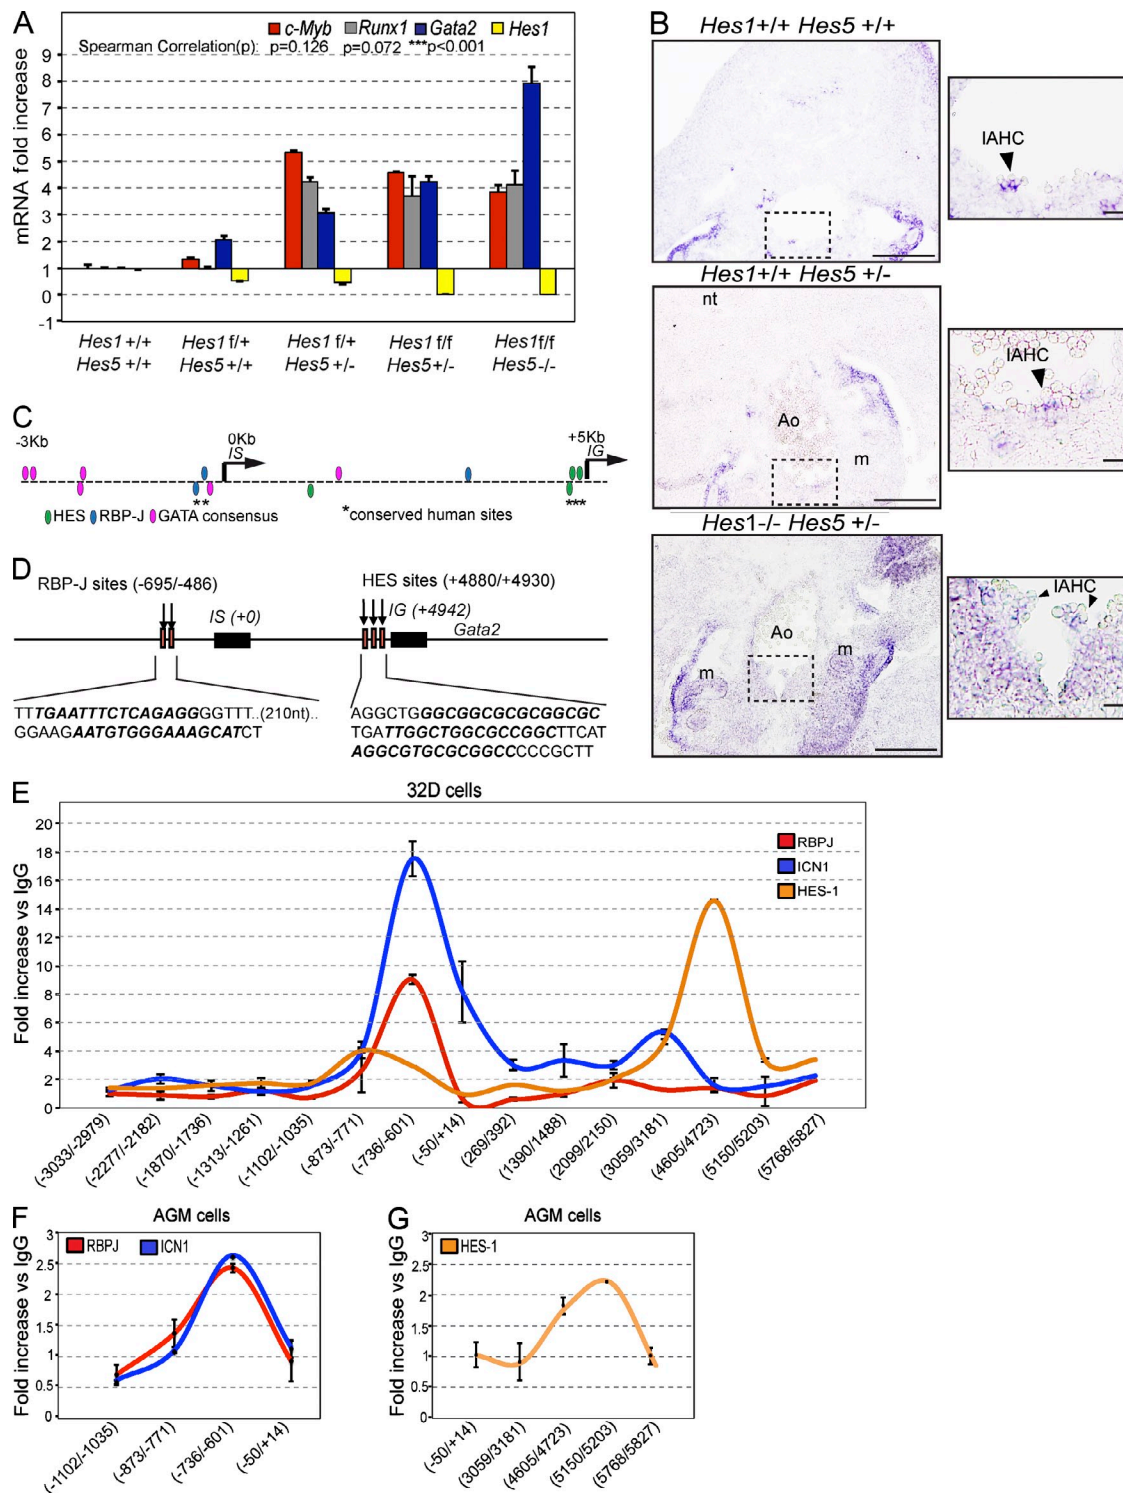 A
c-Myb Runx1 Gata2 Hes1
Spearman Correlation(p): p=0.126 p=0.072 ***p<0.001
mRNA fold increase
9
8
7
6
5
4
3
2
1
0
-1
Hes1 +/+ Hes1 f/+ Hes1 f/+ Hes1 f/f Hes1f/f
Hes5 +/+ Hes5 +/+ Hes5 +/- Hes5 +/- Hes5 -/-
B
Hes1+/+ Hes5 +/+
IAHC
Hes1+/+ Hes5 +/-
nt
Ao
m
IAHC
Hes1-/- Hes5 +/-
Ao
m
m
IAHC
C
-3Kb 0Kb +5Kb
IS IG
** ***
HES RBP-J GATA consensus *conserved human sites
D
RBP-J sites (-695/-486) HES sites (+4880/+4930)
IS (+0) IG (+4942)
Gata2
TTTGAATTTCTCAGAGGGGTTT..(210nt)..
GGAAGAATGTGGGAAAGCATCT
AGGCTGGGCGGCGCGCGGCGC
TGATTGGCTGGCGCCGGCTTCAT
AGGCGTGCGCGGCCCCCGCTT
E
32D cells
Fold increase vs IgG
20
18
16
14
12
10
8
6
4
2
0
RBPJ
ICN1
HES-1
(-3033/-2979)
(-2277/-2182)
(-1870/-1736)
(-1313/-1261)
(-1102/-1035)
(-873/-771)
(-736/-601)
(-50/+14)
(269/392)
(1390/1488)
(2099/2150)
(3059/3181)
(4605/4723)
(5150/5203)
(5768/5827)
F
AGM cells
Fold increase vs IgG
3
2.5
2
1.5
1
0.5
0
RBPJ ICN1
(-1102/-1035)
(-873/-771)
(-736/-601)
(-50/+14)
G
AGM cells
Fold increase vs IgG
3
2.5
2
1.5
1
0.5
0
HES-1
(-50/+14)
(3059/3181)
(4605/4723)
(5150/5203)
(5768/5827)